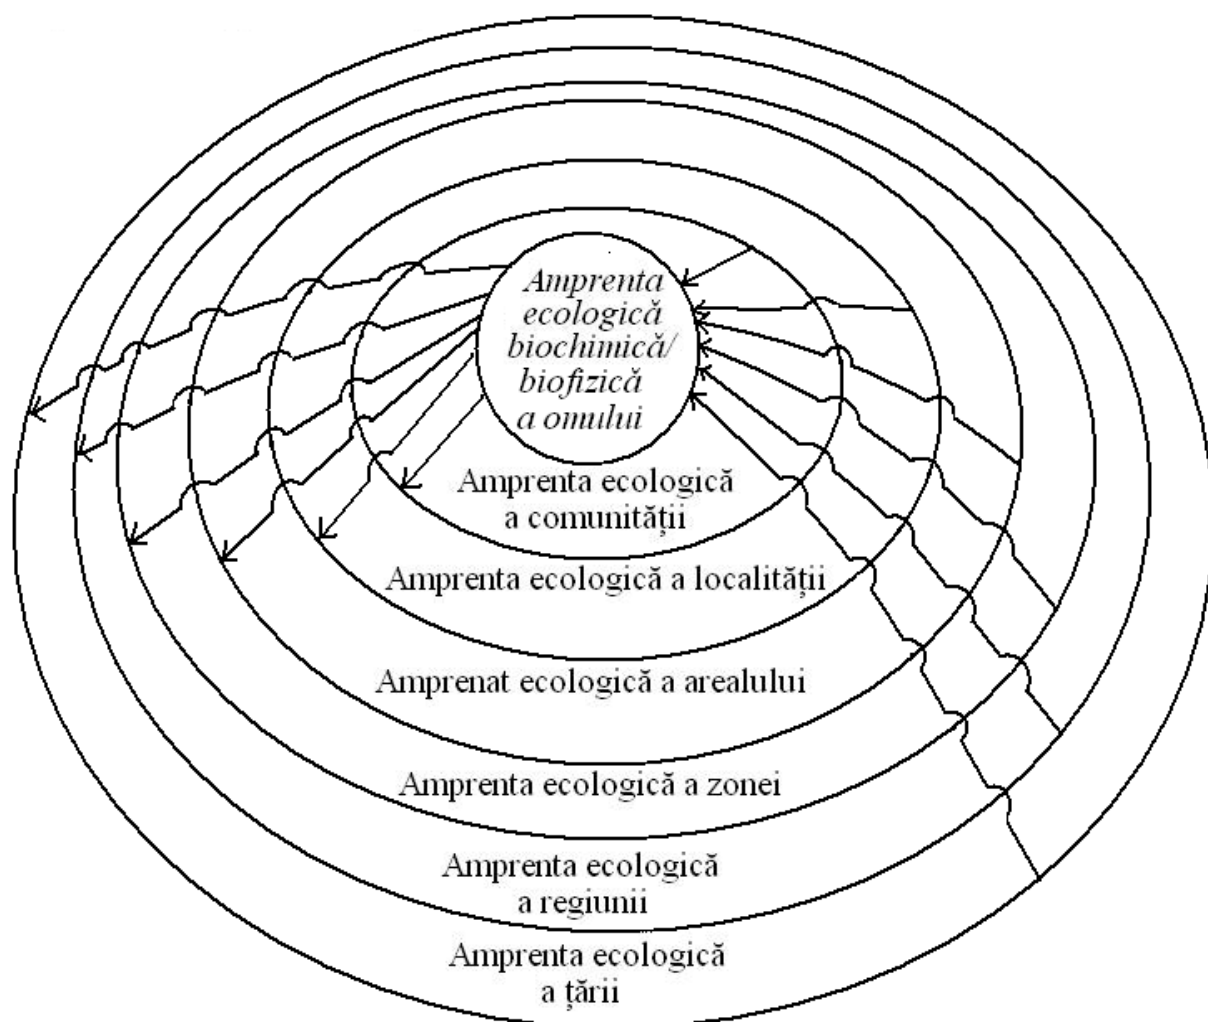 Amprenta
ecologică
biochimică/
biofizică
a omului
Amprenta ecologică
a comunității
Amprenta ecologică a localității
Amprenat ecologică a arealului
Amprenta ecologică a zonei
Amprenta ecologică
a regiunii
Amprenta ecologică
a țării